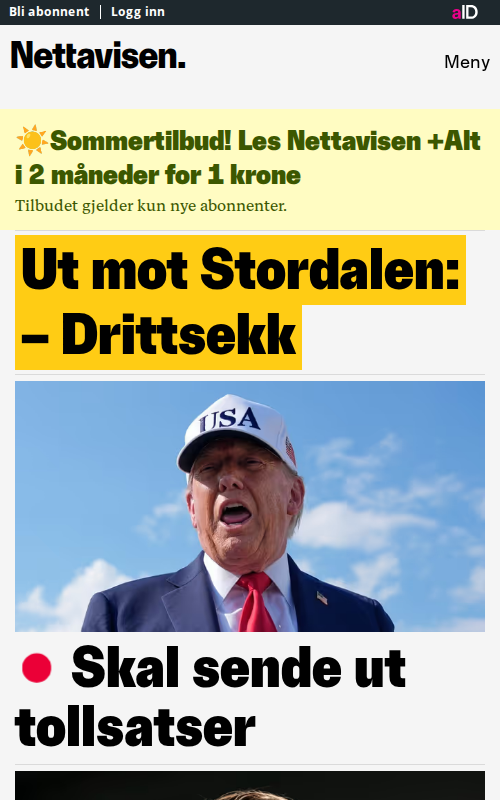 Bli abonnent
Logg inn
aID
Nettavisen.
Meny
☀️Sommertilbud! Les Nettavisen +Alt
i 2 måneder for 1 krone
Tilbudet gjelder kun nye abonnenter.
Ut mot Stordalen:
– Drittsekk
USA
Skal sende ut
tollsatser